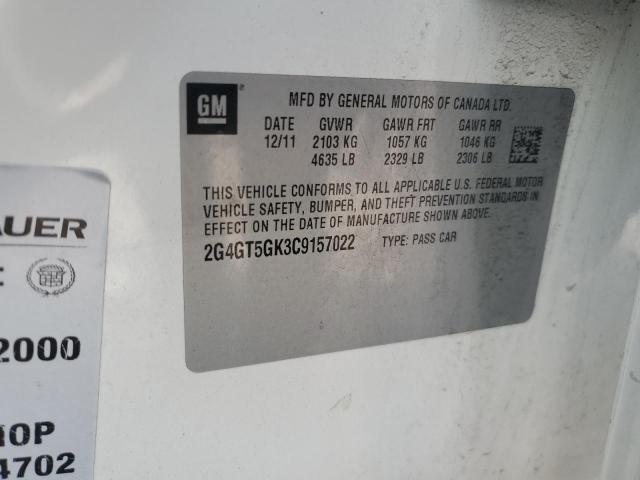 GM
MFD BY GENERAL MOTORS OF CANADA LTD.
DATE GVWR GAWR FRT GAWR RR
12/11 2103 KG 1057 KG 1046 KG
4635 LB 2329 LB 2306 LB
THIS VEHICLE CONFORMS TO ALL APPLICABLE U.S. FEDERAL MOTOR
VEHICLE SAFETY, BUMPER, AND THEFT PREVENTION STANDARDS IN
EFFECT ON THE DATE OF MANUFACTURE SHOWN ABOVE.
2G4GT5GK3C9157022 TYPE: PASS CAR
AUER
2000
OP
4702